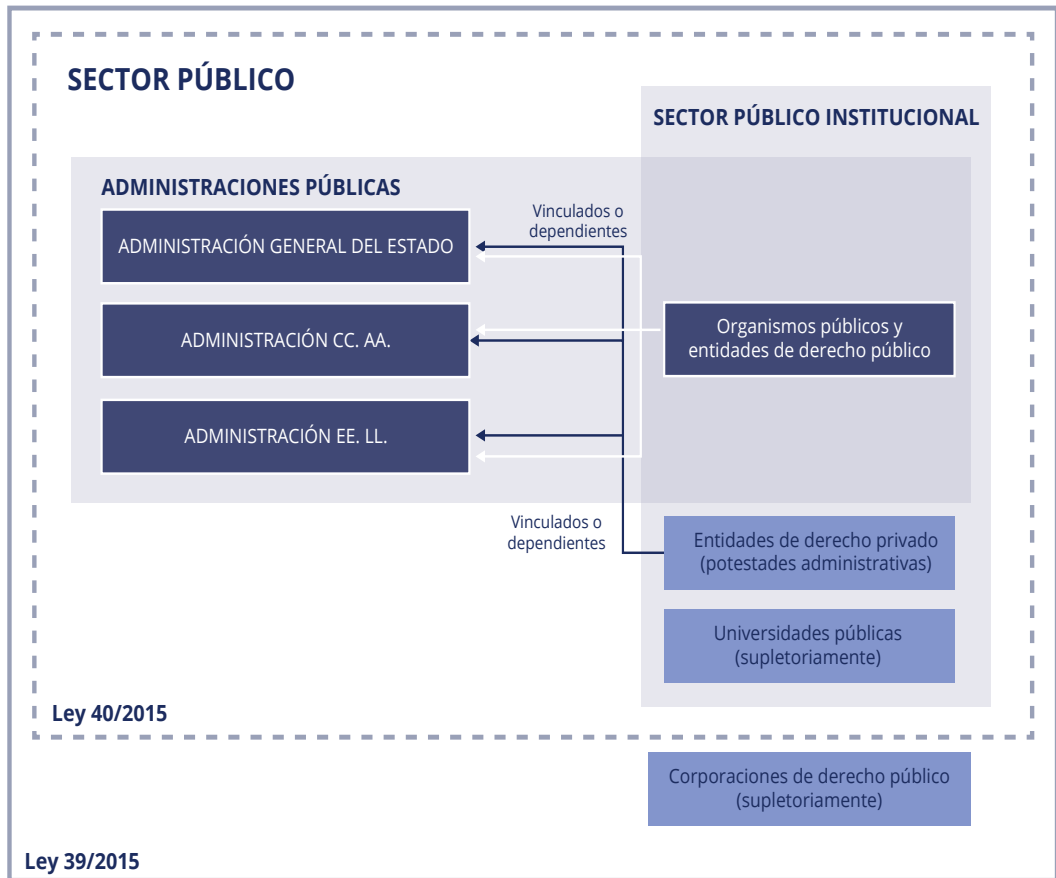 SECTOR PÚBLICO
SECTOR PÚBLICO INSTITUCIONAL
ADMINISTRACIONES PÚBLICAS
ADMINISTRACIÓN GENERAL DEL ESTADO
Vinculados o
dependientes
ADMINISTRACIÓN CC. AA.
Organismos públicos y
entidades de derecho público
ADMINISTRACIÓN EE. LL.
Vinculados o
dependientes
Entidades de derecho privado
(potestades administrativas)
Universidades públicas
(supletoriamente)
Ley 40/2015
Corporaciones de derecho público
(supletoriamente)
Ley 39/2015